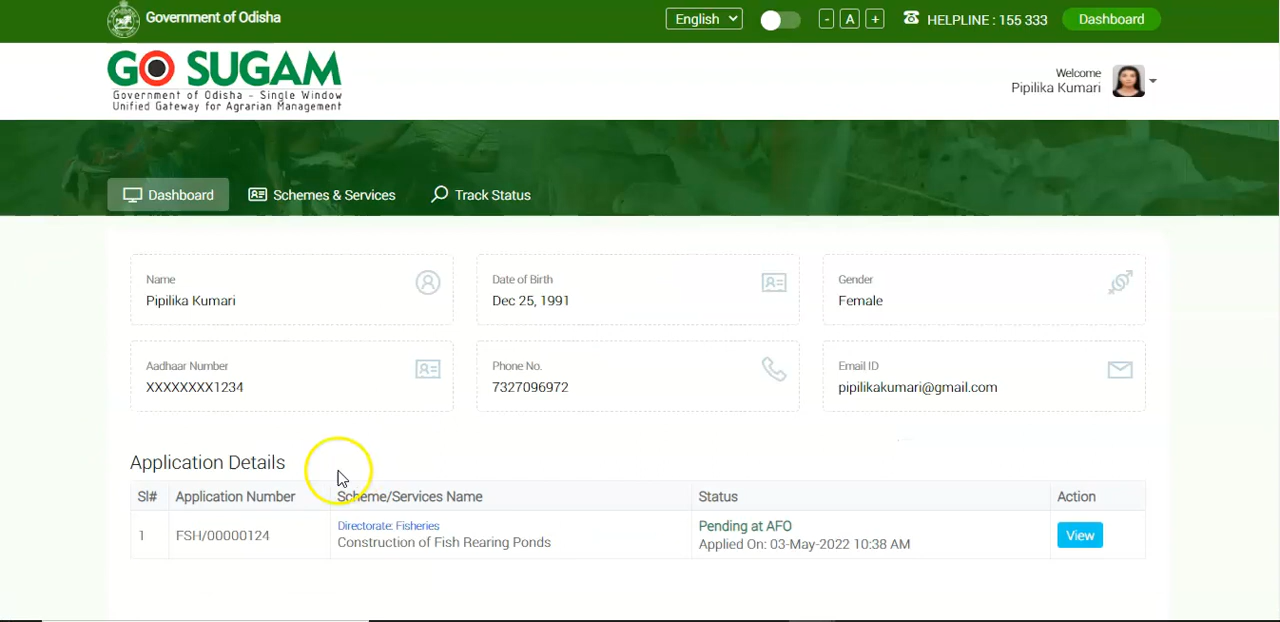 Government of Odisha
English
- A +
HELPLINE : 155 333
Dashboard
GO SUGAM
Government of Odisha - Single Window
Unified Gateway for Agrarian Management
Welcome
Pipilika Kumari
Dashboard
Schemes & Services
Track Status
Name
Pipilika Kumari
Date of Birth
Dec 25, 1991
Gender
Female
Aadhaar Number
XXXXXXXX1234
Phone No.
7327096972
Email ID
pipilikakumari@gmail.com
Application Details
Sl# Application Number Scheme/Services Name Status Action
1 FSH/00000124
Directorate: Fisheries
Construction of Fish Rearing Ponds
Pending at AFO
Applied On: 03-May-2022 10:38 AM
View